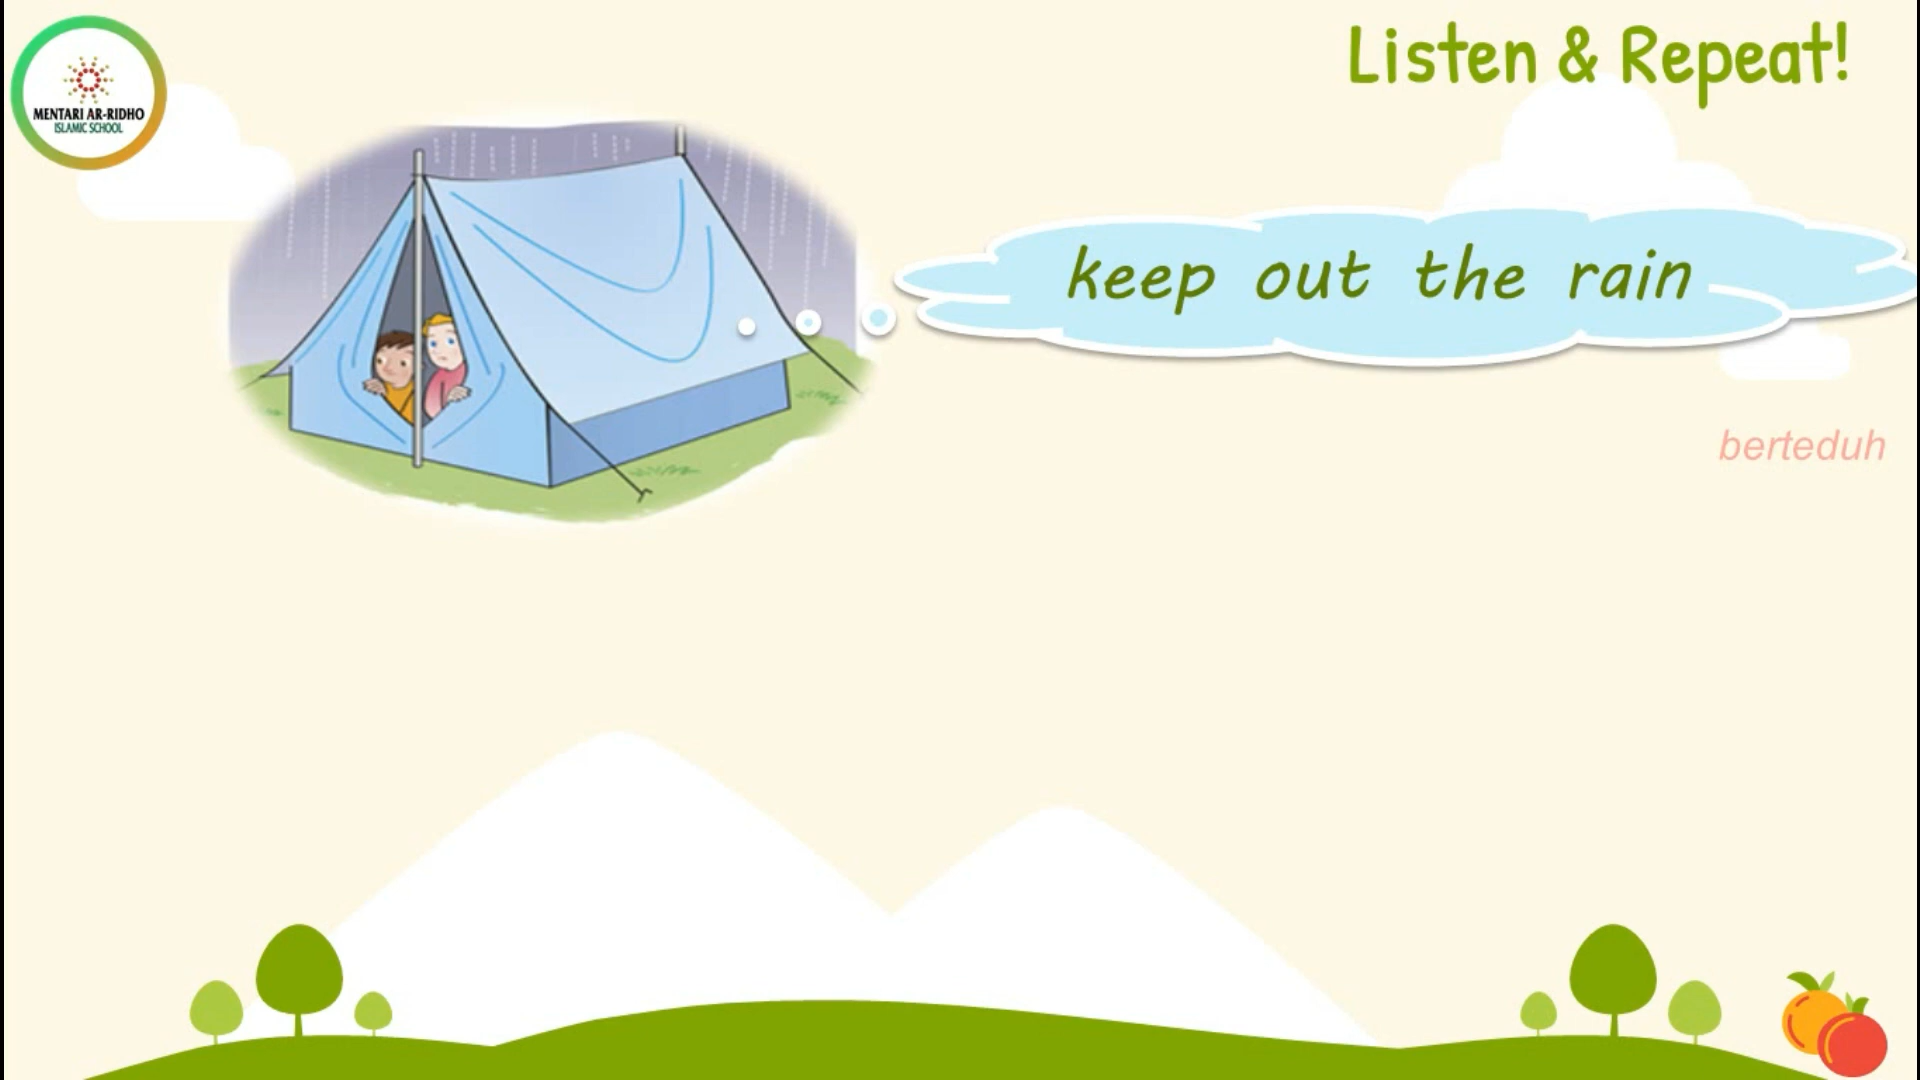 MENTARI AR-RIDHO
ISLAMIC SCHOOL
Listen & Repeat!
keep out the rain
berteduh